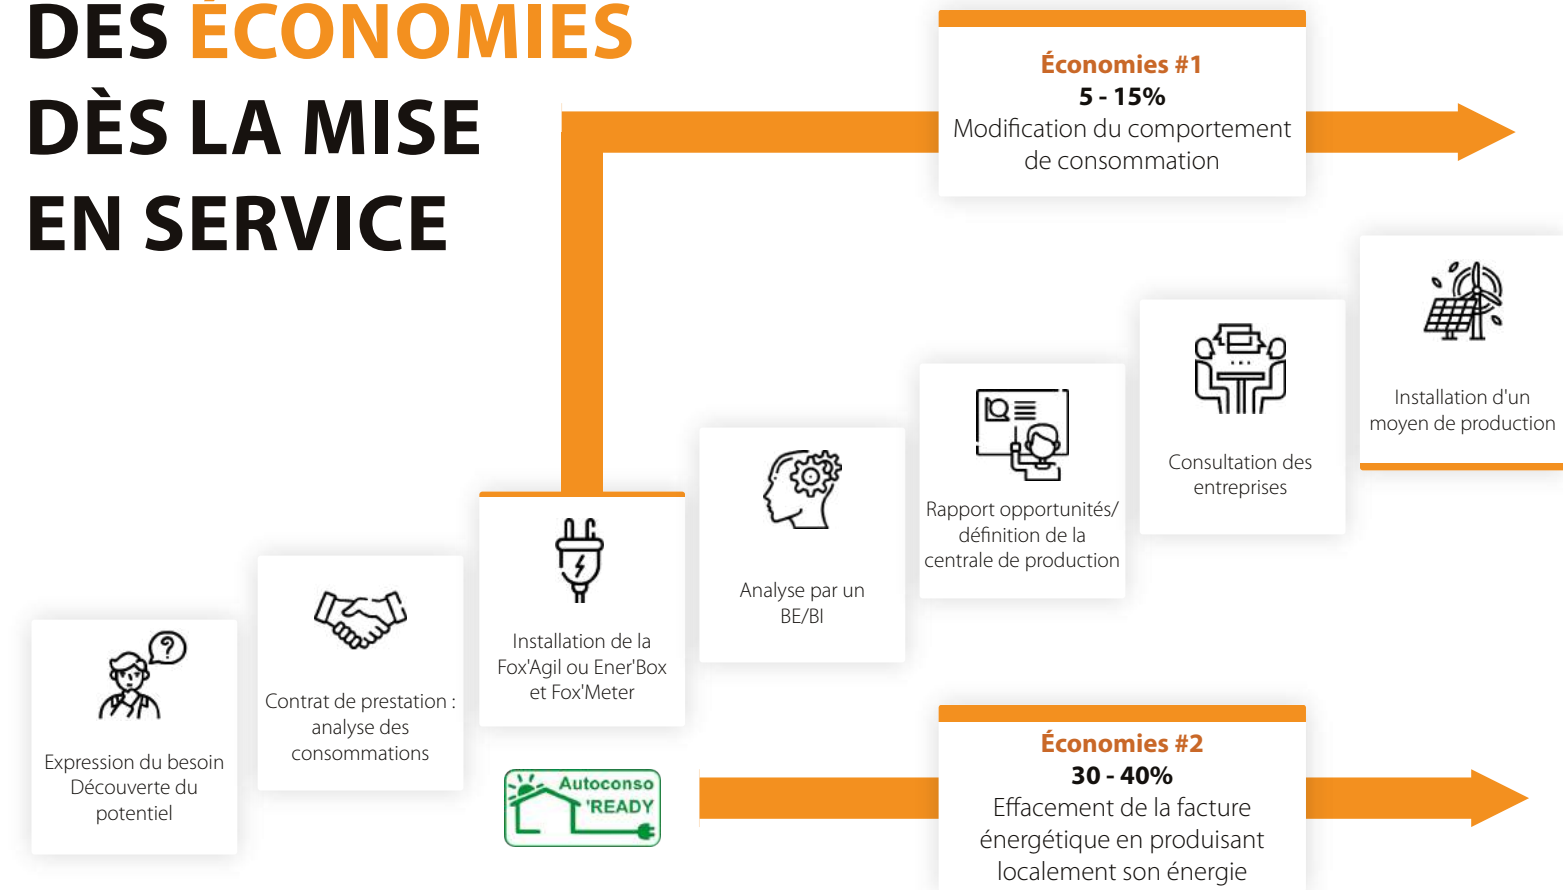 DES ÉCONOMIES
DÈS LA MISE
EN SERVICE
Économies #1
5 - 15%
Modification du comportement
de consommation
Expression du besoin
Découverte du
potentiel
Contrat de prestation :
analyse des
consommations
Installation de la
Fox'Agil ou Ener'Box
et Fox'Meter
Analyse par un
BE/BI
Rapport opportunités/
définition de la
centrale de production
Consultation des
entreprises
Installation d'un
moyen de production
Autoconso
'READY
Économies #2
30 - 40%
Effacement de la facture
énergétique en produisant
localement son énergie